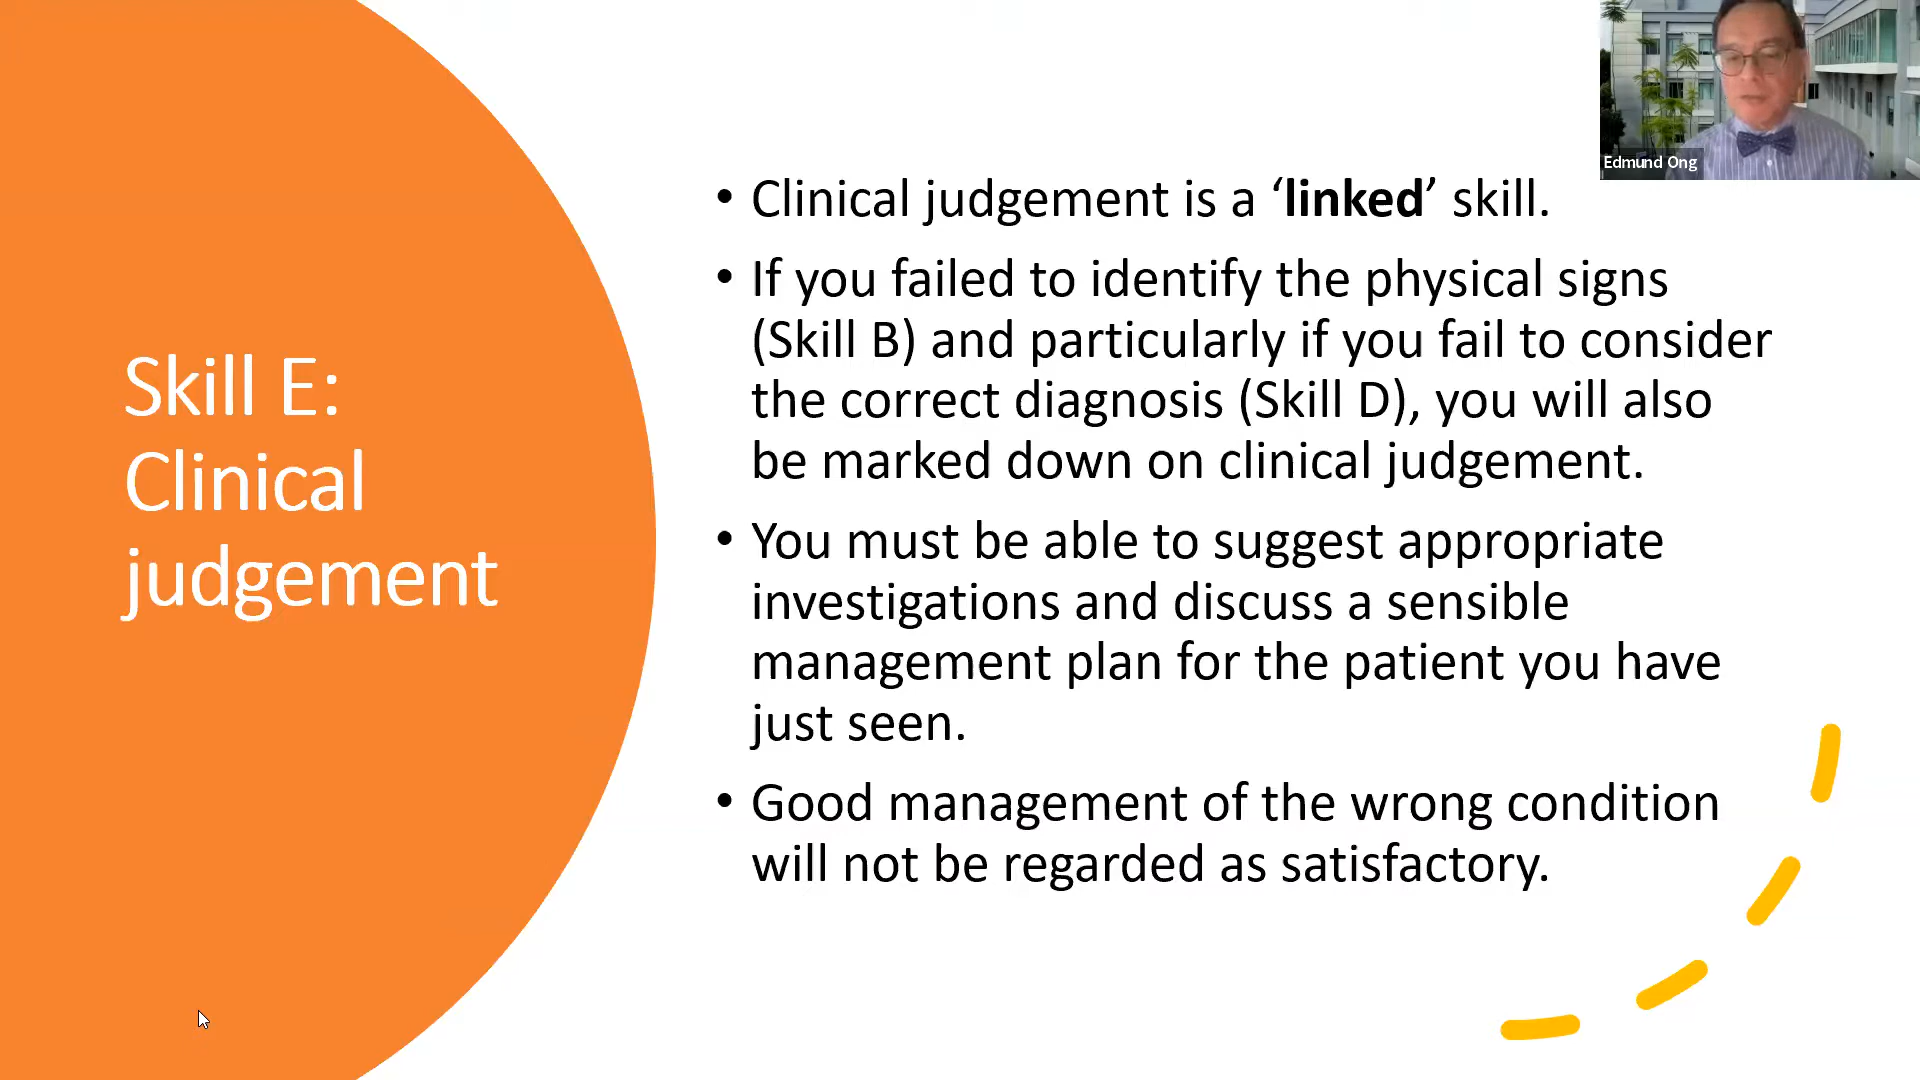 Skill E:
Clinical
judgement
• Clinical judgement is a ‘linked’ skill.
• If you failed to identify the physical signs
(Skill B) and particularly if you fail to consider
the correct diagnosis (Skill D), you will also
be marked down on clinical judgement.
• You must be able to suggest appropriate
investigations and discuss a sensible
management plan for the patient you have
just seen.
• Good management of the wrong condition
will not be regarded as satisfactory.
Edmund Ong